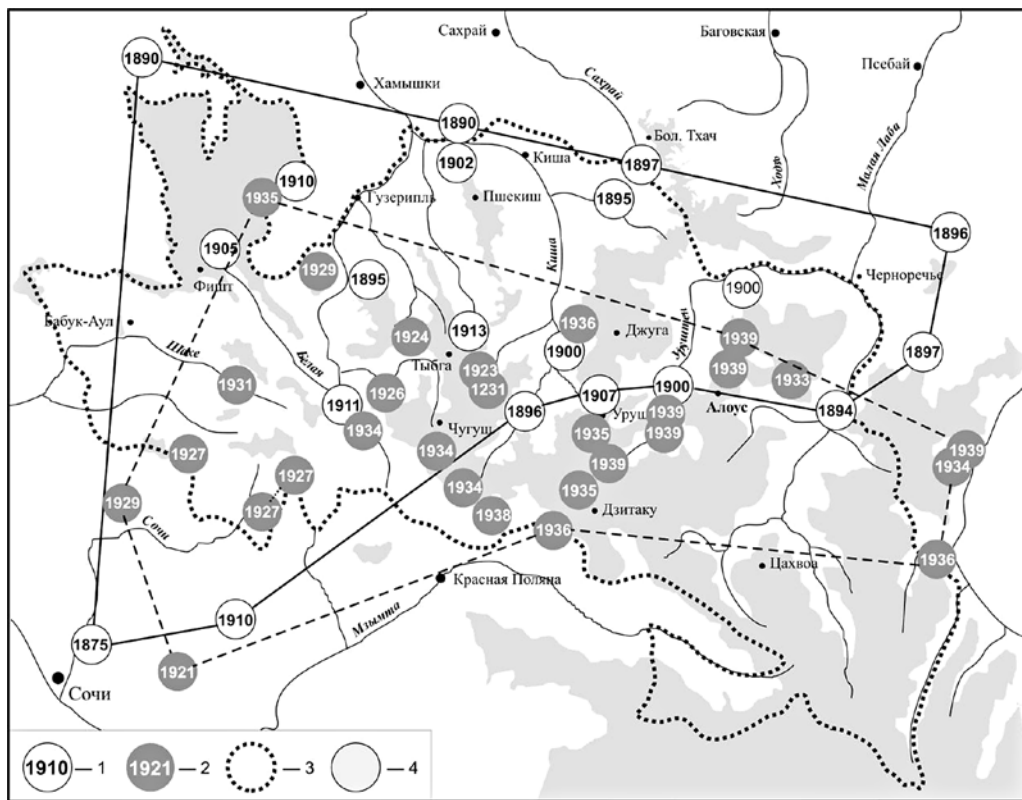 Сахрай
Баговская
1890
Псебай
Хамышки
Сахрай
1890
Бол. Тхач
Малая Лаба
1902
Киша
1897
Ходзь
1910
1935
Гузерипль
Пшекиш
1895
1896
1905
Киша
1929
1895
Черноречье
Фишт
1900
Бабук-Аул
1924
1913
1936
Джуга
Уруштен
1939
Шахе
Белая
Тыбга
1923
1900
1939
1933
1897
1931
1926
1231
1907
1900
Алоус
1911
1896
1894
Уруш
1939
1934
Чугуш
1935
1939
1927
1934
1939
1939
1934
1927
1934
1935
1929
1927
1938
Дзитаку
Сочи
1936
1936
Цахвоа
Красная Поляна
1910
Мзымта
1875
1921
Сочи
1910 — 1
1921 — 2
— 3
— 4